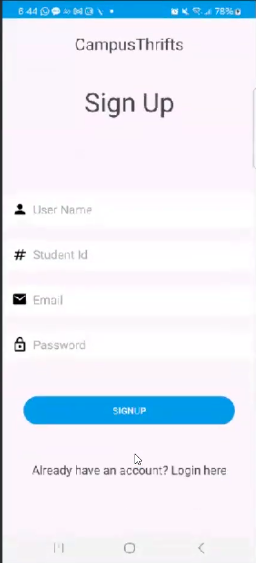 6:44 78%
CampusThrifts
Sign Up
User Name
# Student Id
Email
Password
SIGNUP
Already have an account? Login here